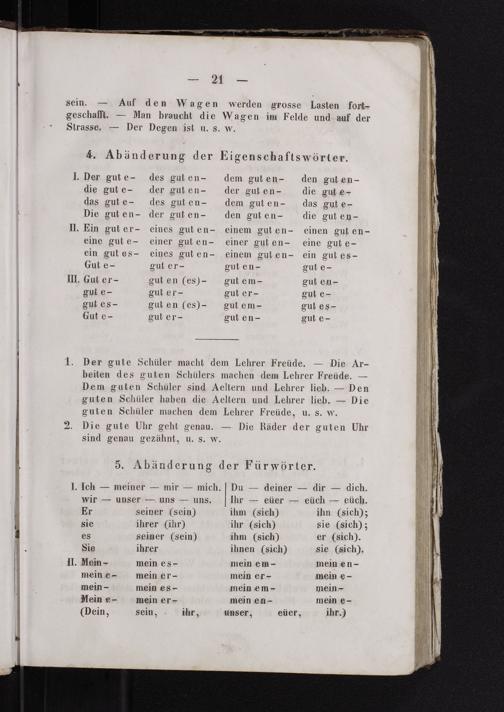 — 21 —
sein. — Auf den Wagen werden grosse Lasten fort-
geschafft. — Man braucht die Wagen im Felde und auf der
Strasse. — Der Degen ist u. s. w.
4. Abänderung der Eigenschaftswörter.
I. Der gut e– des gut en– dem gut en– den gut en–
die gut e– der gut en– der gut en– die gut e–
das gut e– des gut en– dem gut en– das gut e–
Die gut en– der gut en– den gut en– die gut en–
II. Ein gut er– eines gut en– einem gut en– einen gut en–
eine gut e– einer gut en– einer gut en– eine gut e–
ein gut es– eines gut en– einem gut en– ein gut es–
Gut e– gut er– gut en– gut e–
III. Gut er– gut en (es)– gut em– gut en–
gut e– gut er– gut er– gut e–
gut es– gut en (es)– gut em– gut es–
Gut e– gut er– gut en– gut e–
1. Der gute Schüler macht dem Lehrer Freüde. — Die Ar-
beiten des guten Schülers machen dem Lehrer Freüde. —
Dem guten Schüler sind Aeltern und Lehrer lieb. — Den
guten Schüler haben die Aeltern und Lehrer lieb. — Die
guten Schüler machen dem Lehrer Freüde, u. s. w.
2. Die gute Uhr geht genau. — Die Räder der guten Uhr
sind genau gezähnt, u. s. w.
5. Abänderung der Fürwörter.
I. Ich — meiner — mir — mich. Du — deiner — dir — dich.
wir — unser — uns — uns. Ihr — eüer — eüch — eüch.
Er seiner (sein) ihm (sich) ihn (sich);
sie ihrer (ihr) ihr (sich) sie (sich);
es seiner (sein) ihm (sich) er (sich).
Sie ihrer ihnen (sich) sie (sich).
II. Mein– mein es– mein em– mein en–
mein e– mein er– mein er– mein e–
mein– mein es– mein em– mein–
Mein e– mein er– mein en– mein e–
(Dein, sein, ihr, unser, eüer, ihr.)